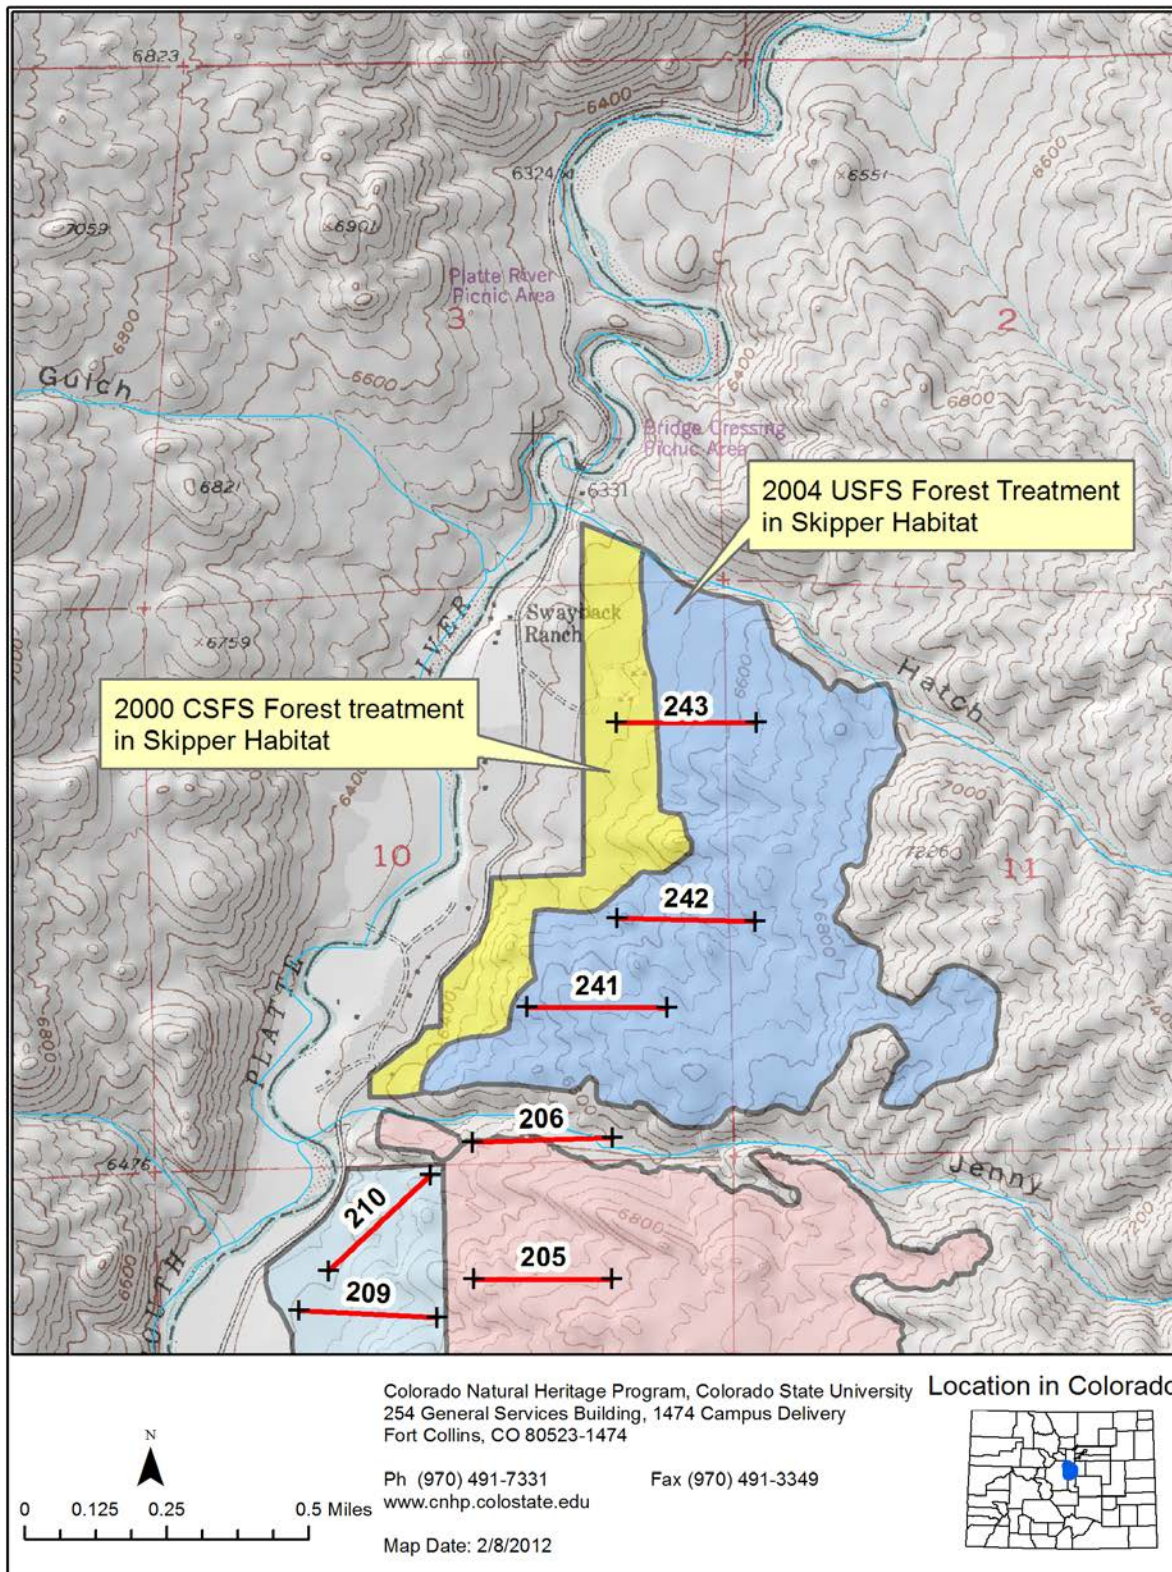 6823
6400
6324
6600
×6551
7059
×6901
Platte River
Picnic Area
3
2
6800
6600
6400
6800
Gulch
Bridge Crossing
Picnic Area
6821
6331
2004 USFS Forest Treatment
in Skipper Habitat
Swayback
Ranch
×6759
6600
Hatch
2000 CSFS Forest treatment
in Skipper Habitat
243
6400
7000
10
7226
11
242
6800
241
PLATTE
6400
6800
206
6476
Jenny
210
6800
205
209
6600
Colorado Natural Heritage Program, Colorado State University
254 General Services Building, 1474 Campus Delivery
Fort Collins, CO 80523-1474
Ph (970) 491-7331 Fax (970) 491-3349
www.cnhp.colostate.edu
Map Date: 2/8/2012
N
0 0.125 0.25 0.5 Miles
Location in Colorado